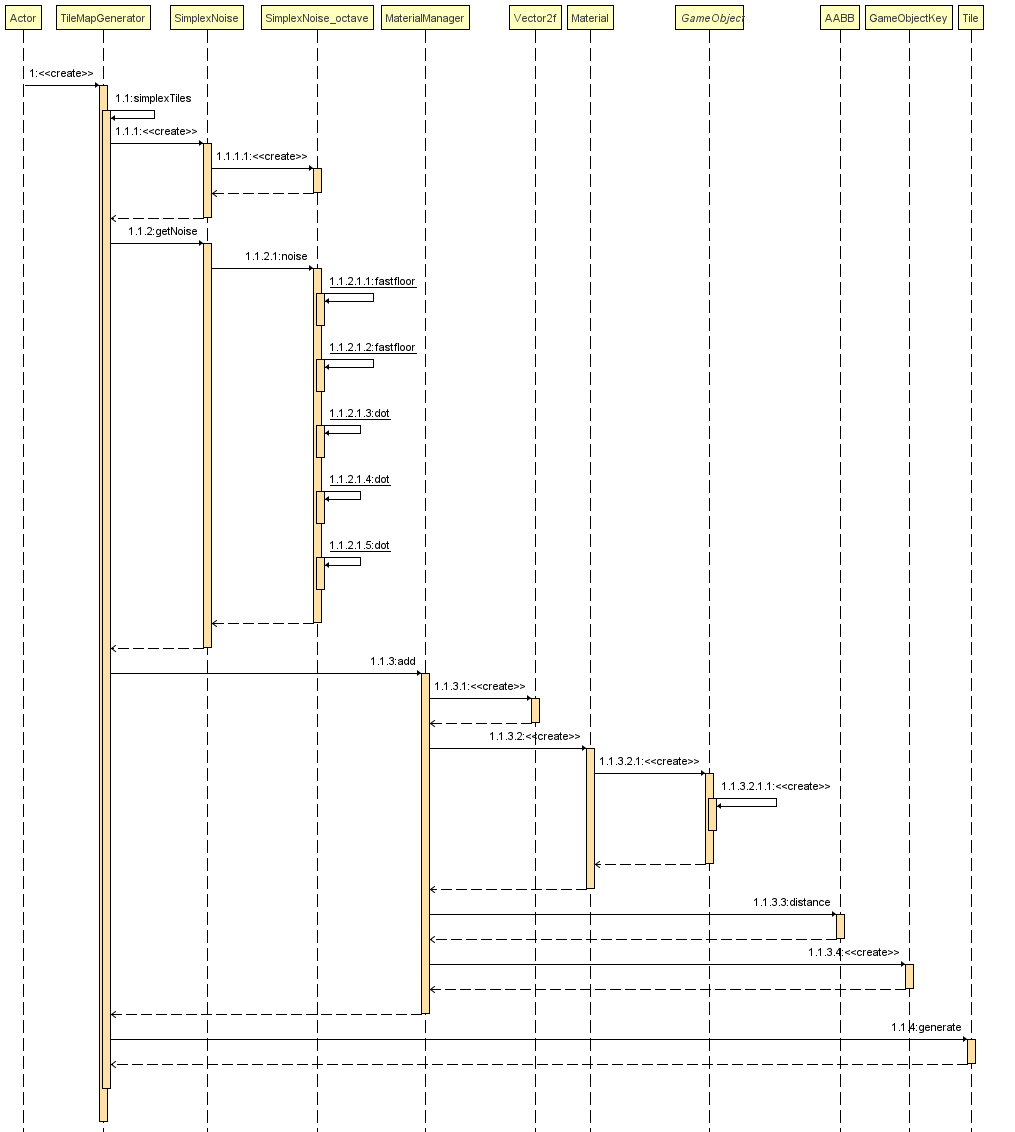 Actor TileMapGenerator SimplexNoise SimplexNoise_octave MaterialManager Vector2f Material GameObject AABB GameObjectKey Tile
1:<<create>>
1.1:simplexTiles
1.1.1:<<create>>
1.1.1.1:<<create>>
1.1.2:getNoise
1.1.2.1:noise
1.1.2.1.1:fastfloor
1.1.2.1.2:fastfloor
1.1.2.1.3:dot
1.1.2.1.4:dot
1.1.2.1.5:dot
1.1.3:add
1.1.3.1:<<create>>
1.1.3.2:<<create>>
1.1.3.2.1:<<create>>
1.1.3.2.1.1:<<create>>
1.1.3.3:distance
1.1.3.4:<<create>>
1.1.4:generate